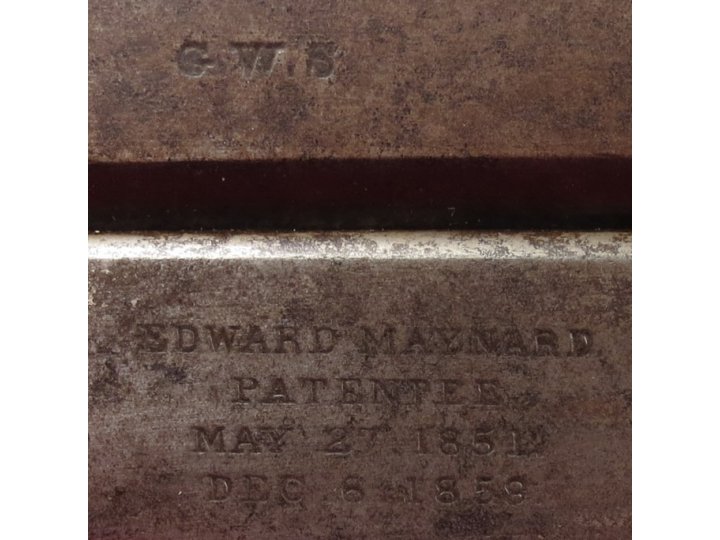 G.W.S
EDWARD MAYNARD
PATENTEE
MAY 27.1851.
DEC 6.1859